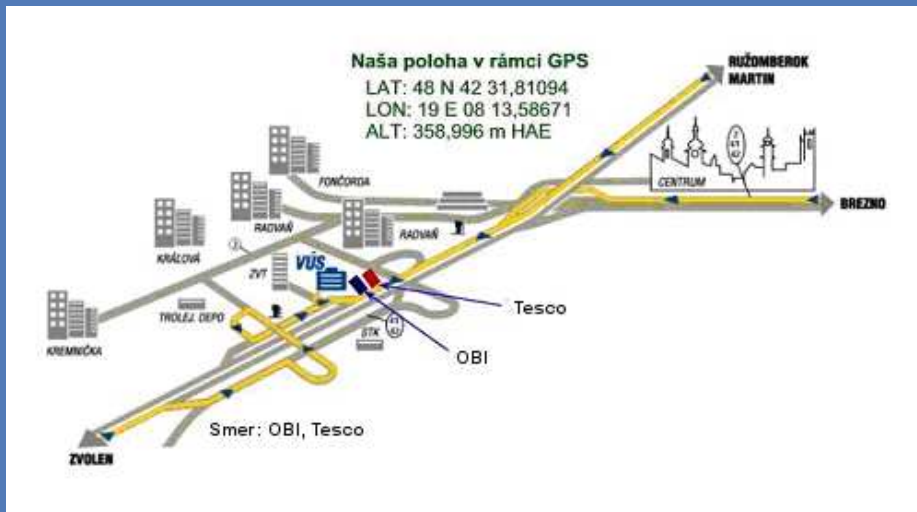 Naša poloha v rámci GPS
LAT: 48 N 42 31,81094
LON: 19 E 08 13,58671
ALT: 358,996 m HAE
RUŽOMBEROK
MARTIN
CENTRUM
BREZNO
FONČORDA
RADVAŇ
RADVAŇ
KRÁLOVÁ
ZVT
VÚS
Tesco
TROLEJ. DEPO
STK
KREMNIČKA
OBI
Smer: OBI, Tesco
ZVOLEN